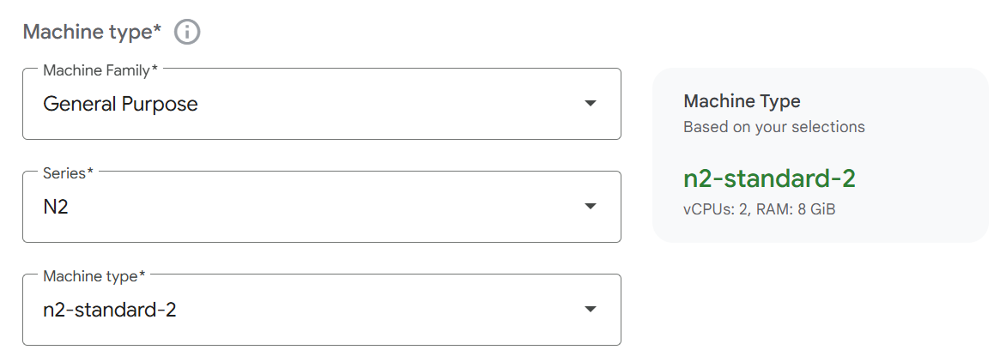 Machine type*
Machine Family*
General Purpose
Series*
N2
Machine type*
n2-standard-2
Machine Type
Based on your selections
n2-standard-2
vCPUs: 2, RAM: 8 GiB